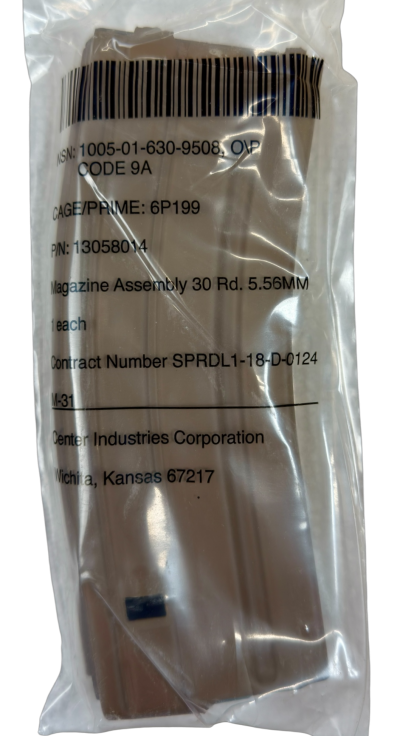 NSN: 1005-01-630-9508, O\P
CODE 9A
CAGE/PRIME: 6P199
P/N: 13058014
Magazine Assembly 30 Rd. 5.56MM
1 each
Contract Number SPRDL1-18-D-0124
M-31
Center Industries Corporation
Wichita, Kansas 67217